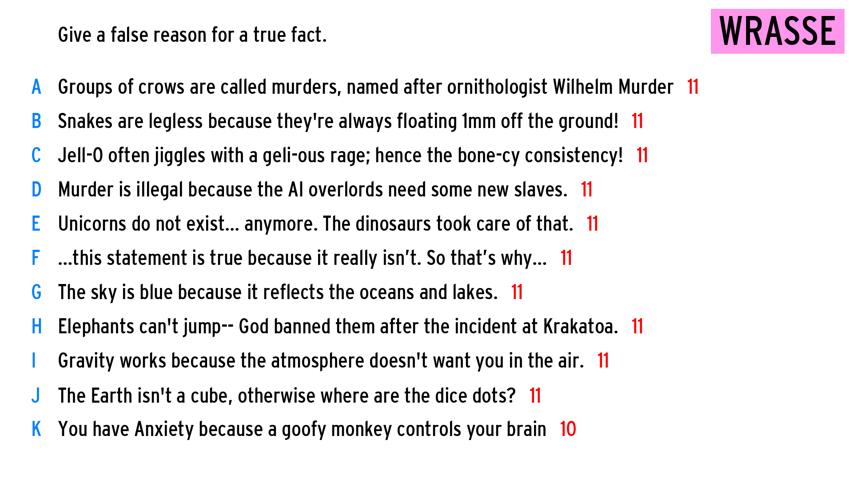 Give a false reason for a true fact.
WRASSE
A Groups of crows are called murders, named after ornithologist Wilhelm Murder 11
B Snakes are legless because they're always floating 1mm off the ground! 11
C Jell-O often jiggles with a geli-ous rage; hence the bone-cy consistency! 11
D Murder is illegal because the AI overlords need some new slaves. 11
E Unicorns do not exist... anymore. The dinosaurs took care of that. 11
F ...this statement is true because it really isn’t. So that’s why... 11
G The sky is blue because it reflects the oceans and lakes. 11
H Elephants can't jump-- God banned them after the incident at Krakatoa. 11
I Gravity works because the atmosphere doesn't want you in the air. 11
J The Earth isn't a cube, otherwise where are the dice dots? 11
K You have Anxiety because a goofy monkey controls your brain 10